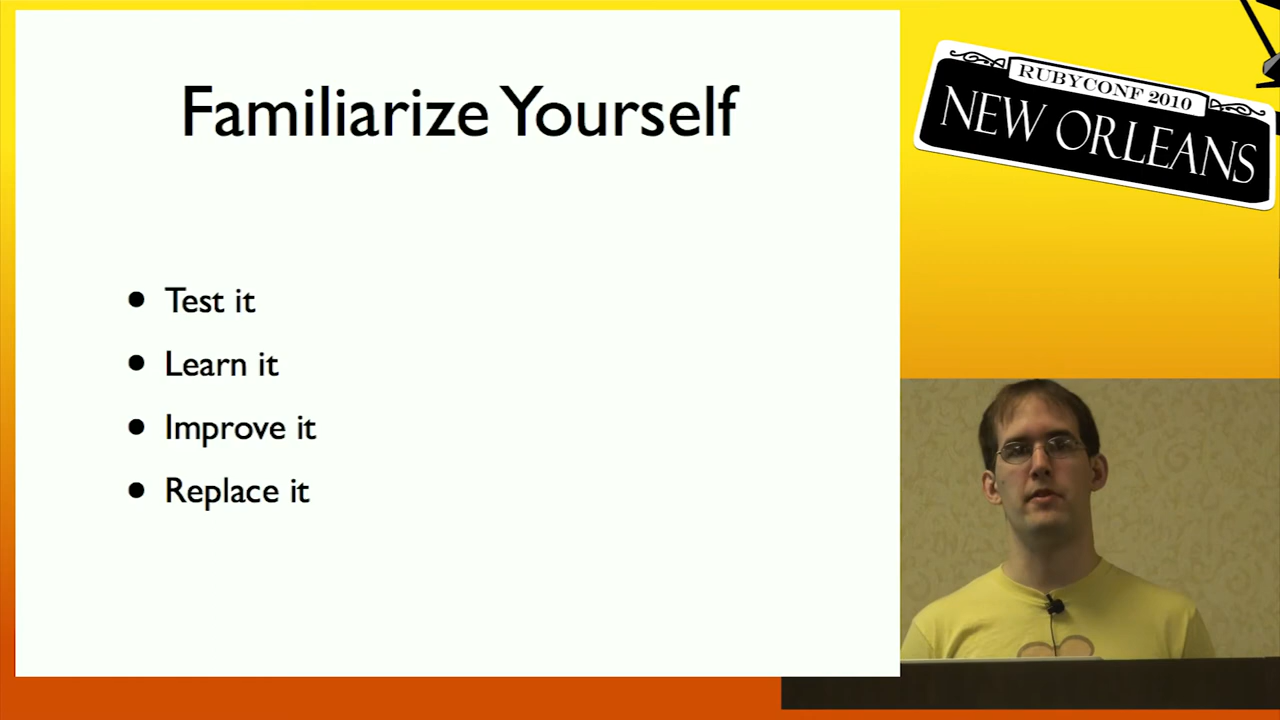 Familiarize Yourself
• Test it
• Learn it
• Improve it
• Replace it
RUBYCONF 2010
NEW ORLEANS